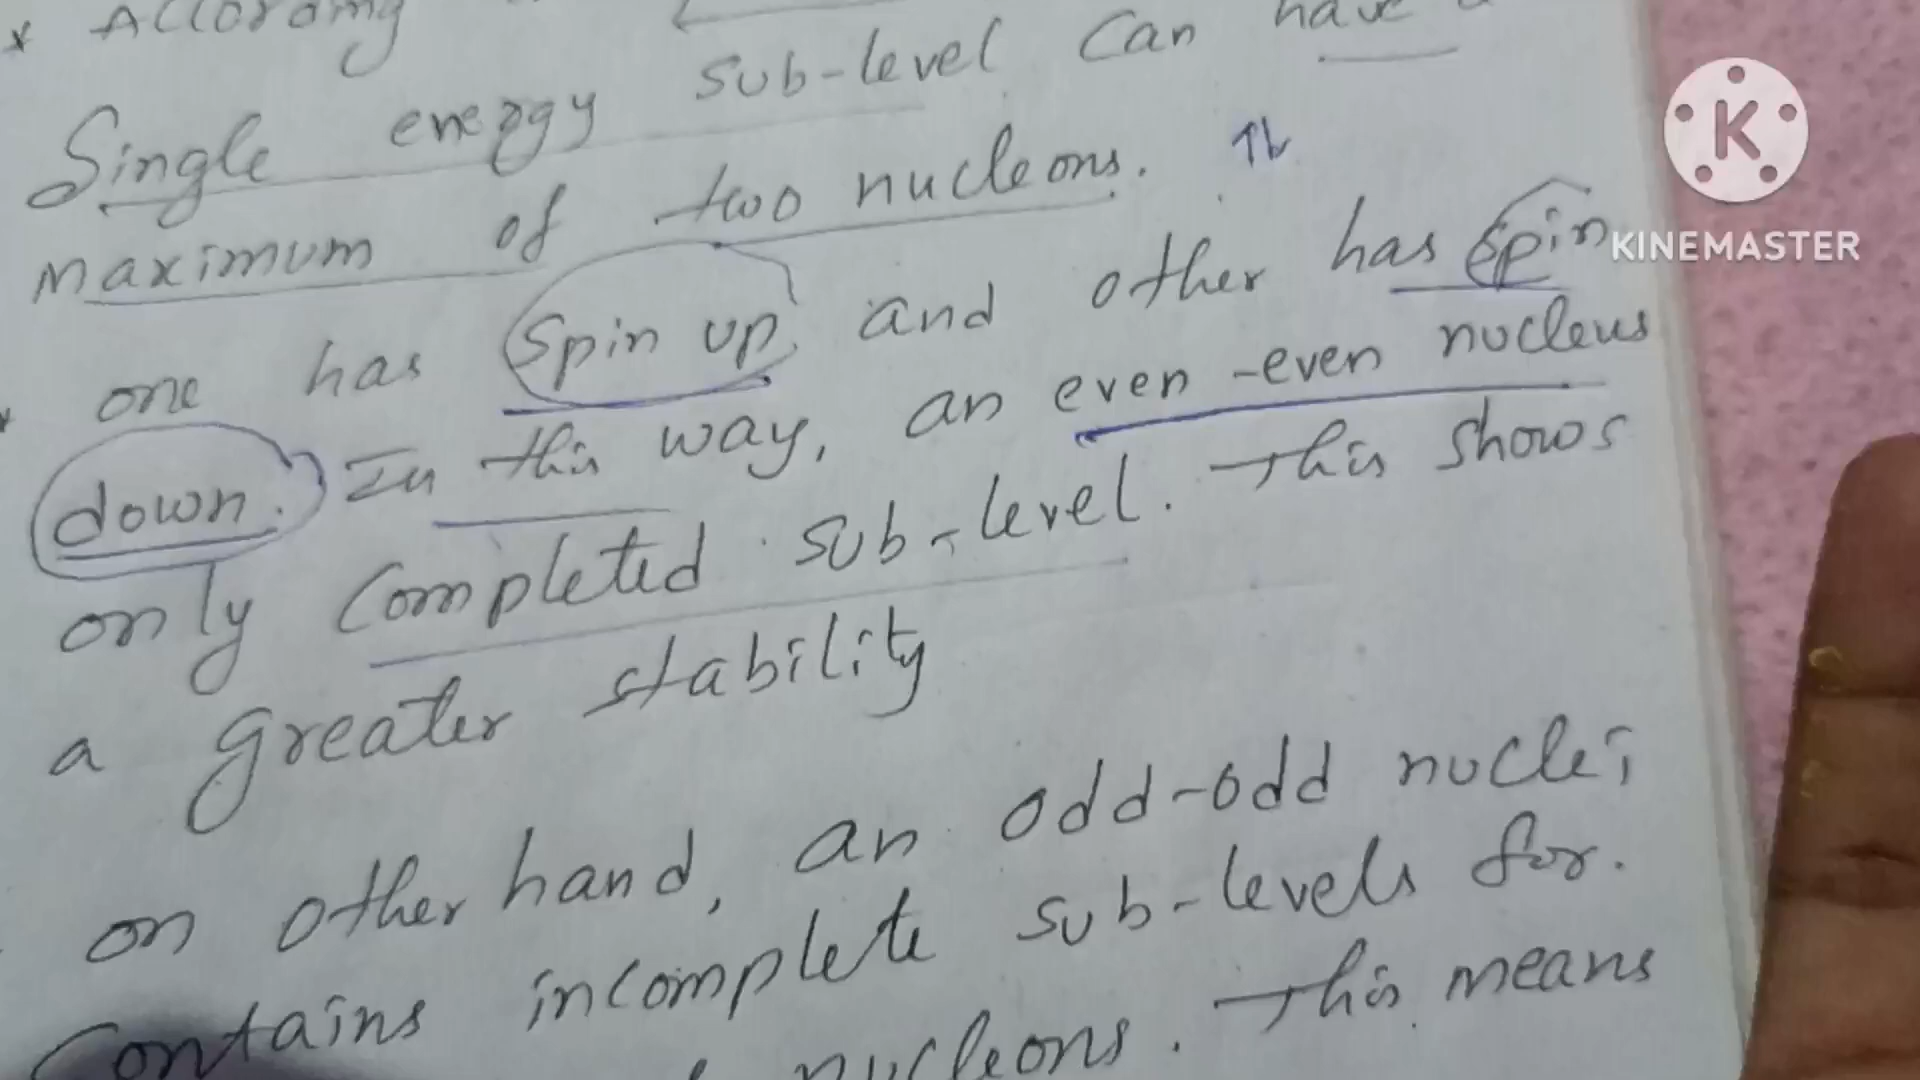 * According
Single energy sub-level can have a
maximum of two nucleons. ↑↓
one has spin up and other has spin
down. In this way, an even-even nucleus
only completed sub-level. This shows
a greater stability
on other hand, an odd-odd nuclei
contains incomplete sub-levels for.
nucleons. This means
K
KINEMASTER